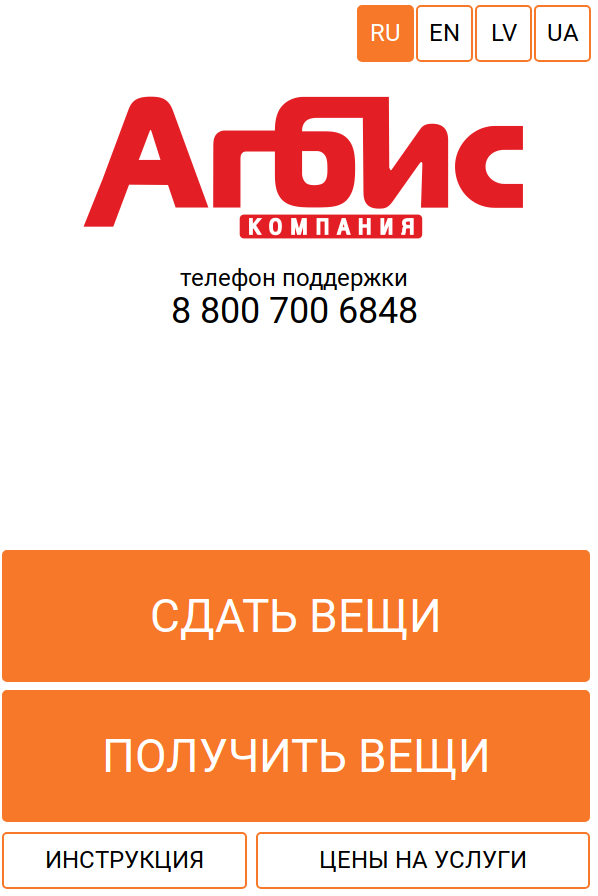 RU EN LV UA
Агбис
КОМПАНИЯ
телефон поддержки
8 800 700 6848
СДАТЬ ВЕЩИ
ПОЛУЧИТЬ ВЕЩИ
ИНСТРУКЦИЯ ЦЕНЫ НА УСЛУГИ